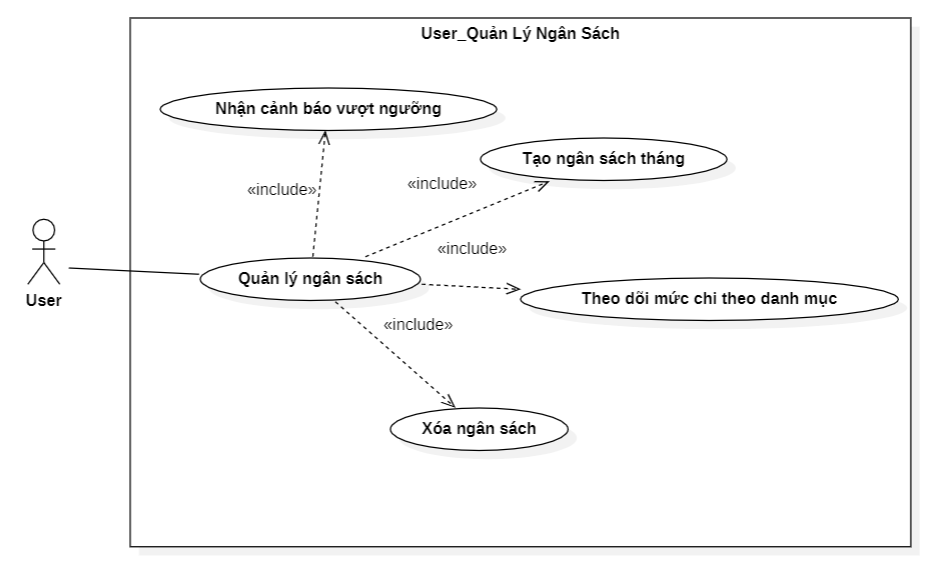 User_Quản Lý Ngân Sách
Nhận cảnh báo vượt ngưỡng
Tạo ngân sách tháng
«include»
«include»
«include»
Quản lý ngân sách
Theo dõi mức chi theo danh mục
User
«include»
Xóa ngân sách